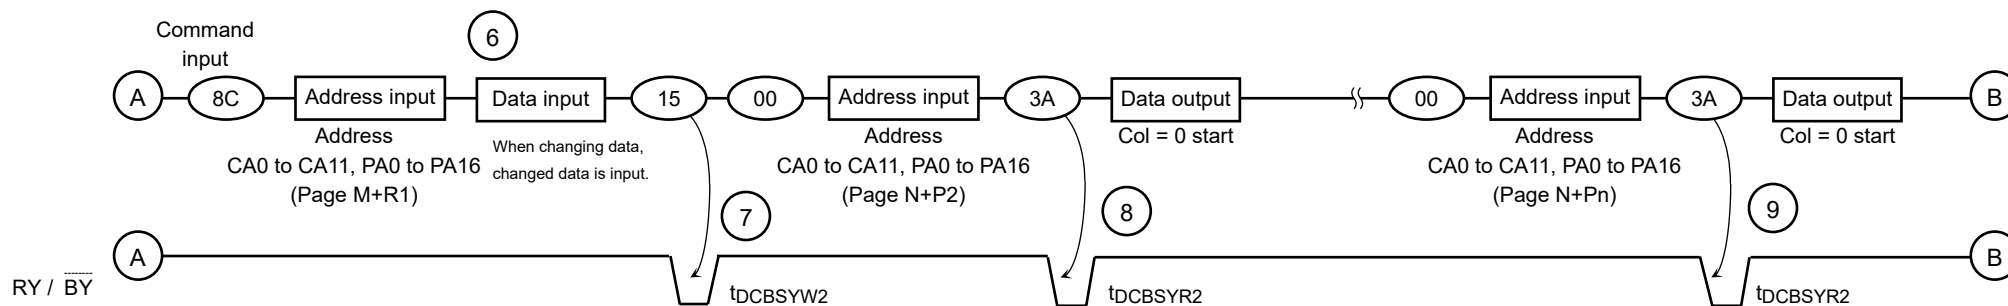 Command
input
6
A 8C Address input Data input 15 00 Address input 3A Data output 00 Address input 3A Data output B
Address
CA0 to CA11, PA0 to PA16
(Page M+R1)
When changing data,
changed data is input.
Address
CA0 to CA11, PA0 to PA16
(Page N+P2)
Col = 0 start
Address
CA0 to CA11, PA0 to PA16
(Page N+Pn)
Col = 0 start
7
8
9
A B
RY / BY
tDCBSYW2 tDCBSYR2 tDCBSYR2